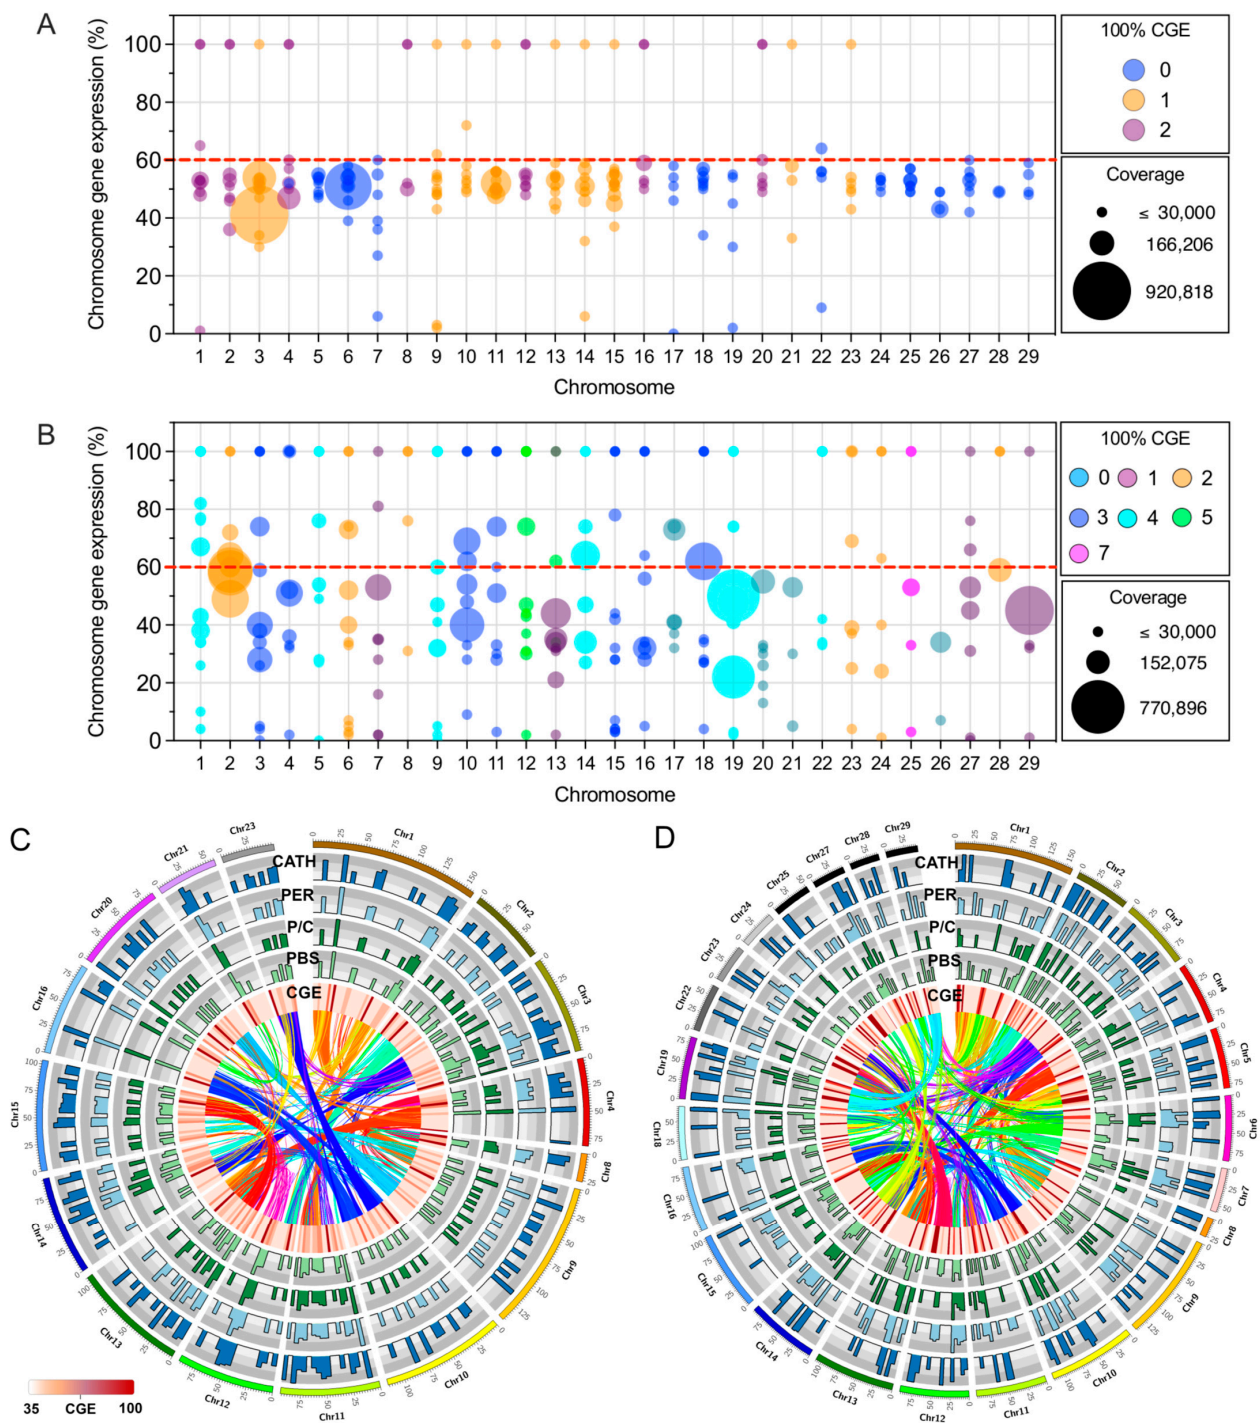 A
Chromosome gene expression (%)
100
80
60
40
20
0
1 2 3 4 5 6 7 8 9 10 11 12 13 14 15 16 17 18 19 20 21 22 23 24 25 26 27 28 29
Chromosome
100% CGE
0
1
2
Coverage
≤ 30,000
166,206
920,818
B
Chromosome gene expression (%)
100
80
60
40
20
0
1 2 3 4 5 6 7 8 9 10 11 12 13 14 15 16 17 18 19 20 21 22 23 24 25 26 27 28 29
Chromosome
100% CGE
0 1 2
3 4 5
7
Coverage
≤ 30,000
152,075
770,896
C
CATH
PER
P/C
PBS
CGE
Chr1
Chr2
Chr3
Chr4
Chr8
Chr9
Chr10
Chr11
Chr12
Chr13
Chr14
Chr15
Chr16
Chr20
Chr21
Chr23
35 CGE 100
D
CATH
PER
P/C
PBS
CGE
Chr1
Chr2
Chr3
Chr4
Chr5
Chr6
Chr7
Chr8
Chr9
Chr10
Chr11
Chr12
Chr13
Chr14
Chr15
Chr16
Chr18
Chr19
Chr22
Chr23
Chr24
Chr25
Chr27
Chr28
Chr29